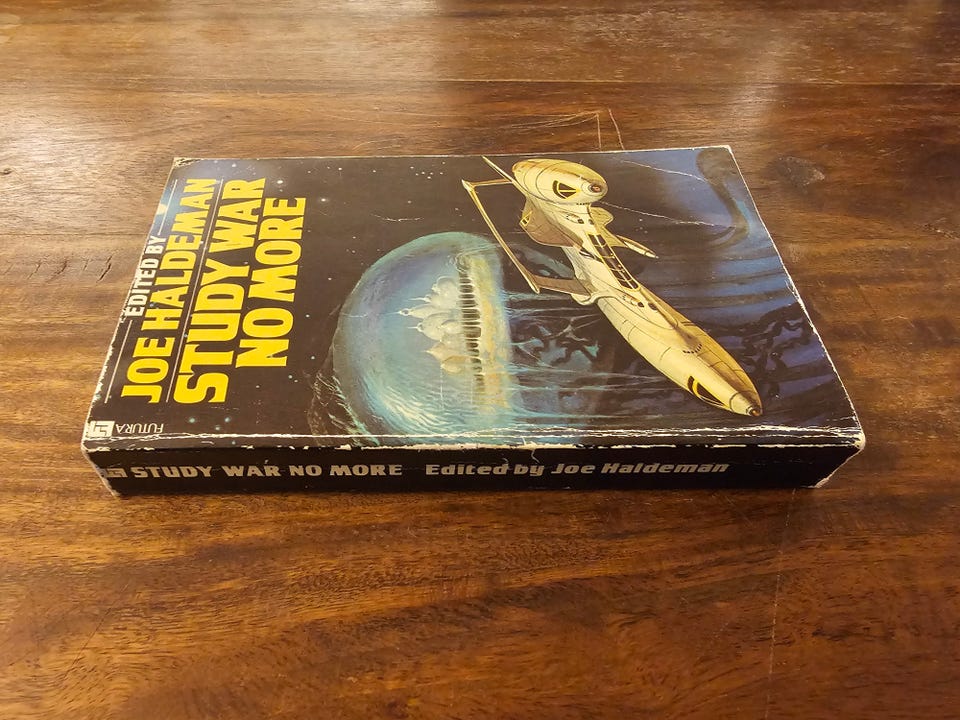 EDITED BY
JOE HALDEMAN
STUDY WAR
NO MORE
FUTURA
STUDY WAR NO MORE Edited by Joe Haldeman